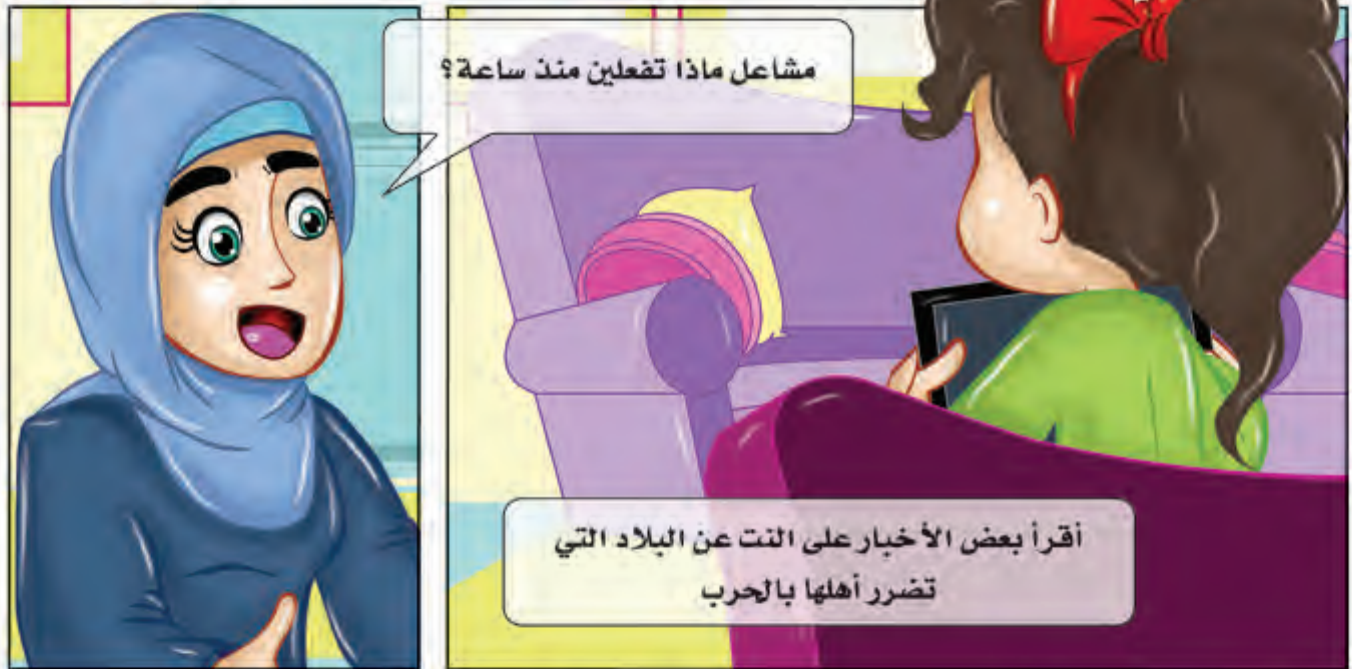 مشاعل ماذا تفعلين منذ ساعة؟
أقرأ بعض الأخبار على النت عن البلاد التي
تضرر أهلها بالحرب